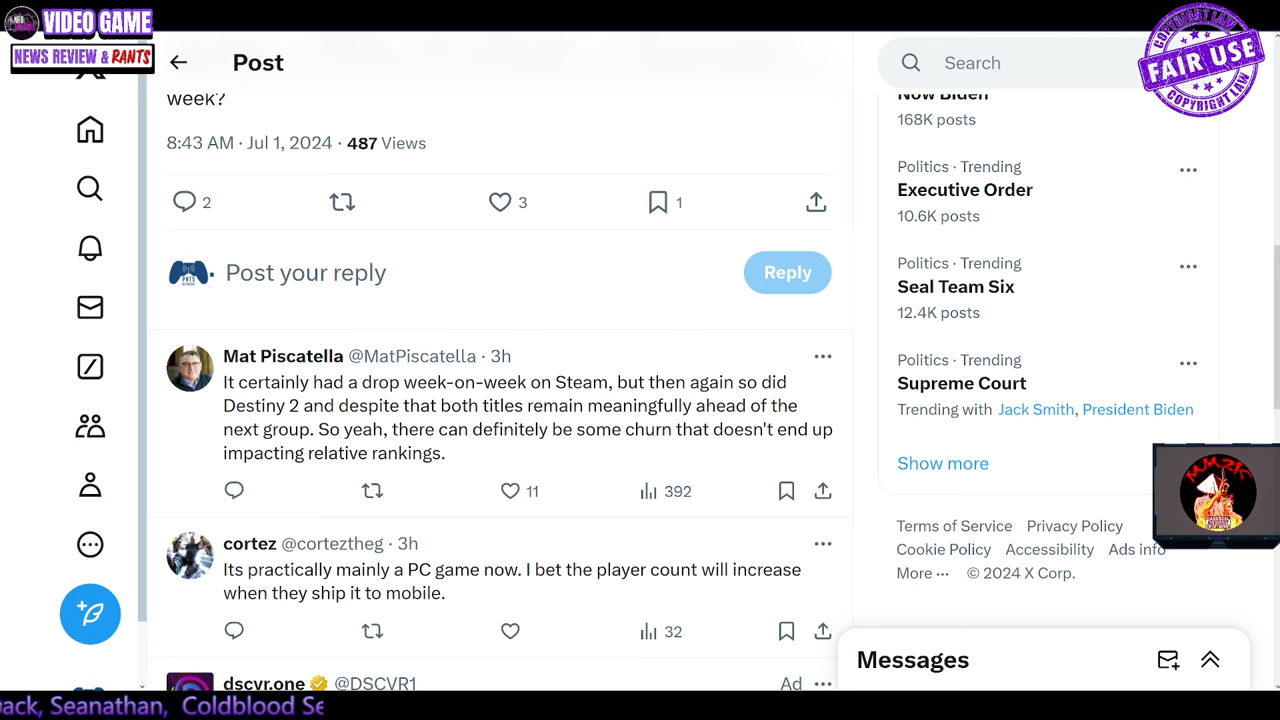 VIDEO GAME
NEWS REVIEW & RANTS
COPYRIGHT LAW
FAIR USE
COPYRIGHT LAW
Post
Search
week?
8:43 AM · Jul 1, 2024 · 487 Views
2
3
1
Post your reply
Reply
Mat Piscatella @MatPiscatella · 3h
It certainly had a drop week-on-week on Steam, but then again so did
Destiny 2 and despite that both titles remain meaningfully ahead of the
next group. So yeah, there can definitely be some churn that doesn't end up
impacting relative rankings.
11
392
cortez @corteztheg · 3h
Its practically mainly a PC game now. I bet the player count will increase
when they ship it to mobile.
32
dscvr.one @DSCVR1
Ad
Now Biden
168K posts
Politics · Trending
Executive Order
10.6K posts
Politics · Trending
Seal Team Six
12.4K posts
Politics · Trending
Supreme Court
Trending with Jack Smith, President Biden
Show more
MM2K
Terms of Service Privacy Policy
Cookie Policy Accessibility Ads info
More ··· © 2024 X Corp.
Messages
ack, Seanathan, Coldblood Se